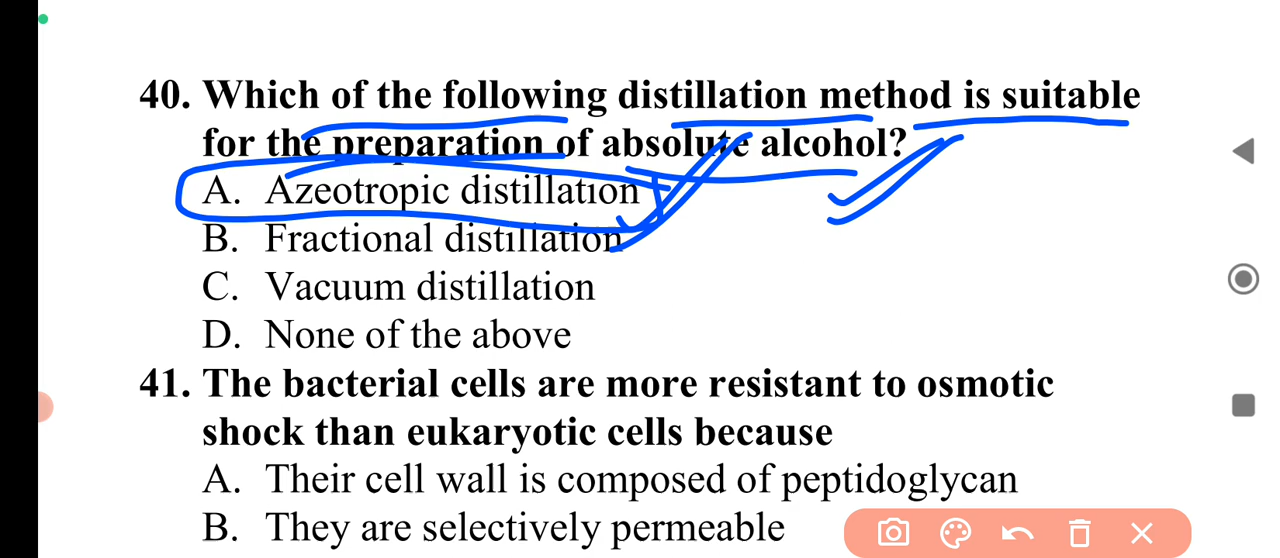 40. Which of the following distillation method is suitable
for the preparation of absolute alcohol?
A. Azeotropic distillation
B. Fractional distillation
C. Vacuum distillation
D. None of the above
41. The bacterial cells are more resistant to osmotic
shock than eukaryotic cells because
A. Their cell wall is composed of peptidoglycan
B. They are selectively permeable